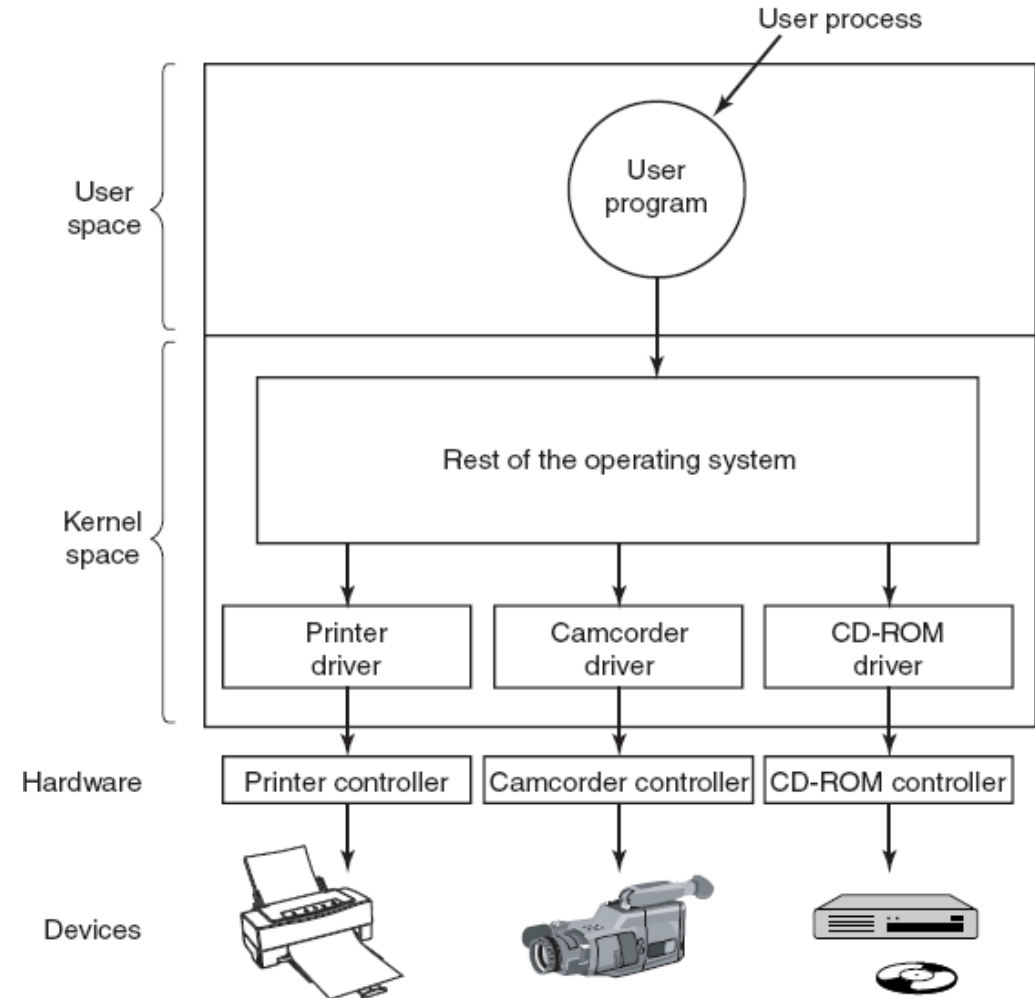 User process
User
program
User
space
Rest of the operating system
Kernel
space
Printer
driver
Camcorder
driver
CD-ROM
driver
Hardware
Printer controller
Camcorder controller
CD-ROM controller
Devices